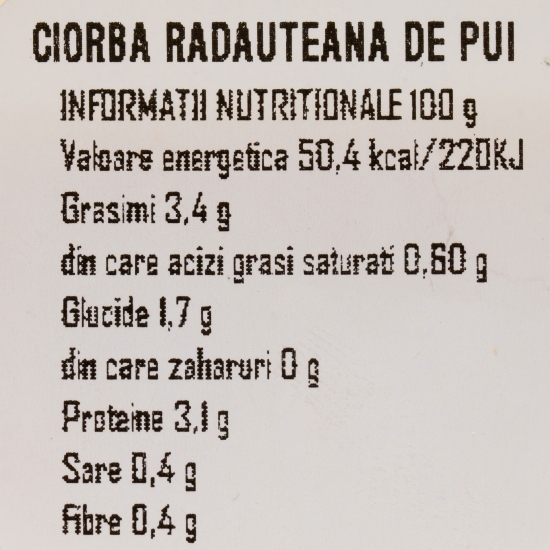 CIORBA RADAUTEANA DE PUI
INFORMATII NUTRITIONALE 100 g
Valoare energetica 50,4 kcal/220KJ
Grasimi 3,4 g
din care acizi grasi saturati 0,60 g
Glucide 1,7 g
din care zaharuri 0 g
Proteine 3,1 g
Sare 0,4 g
Fibre 0,4 g